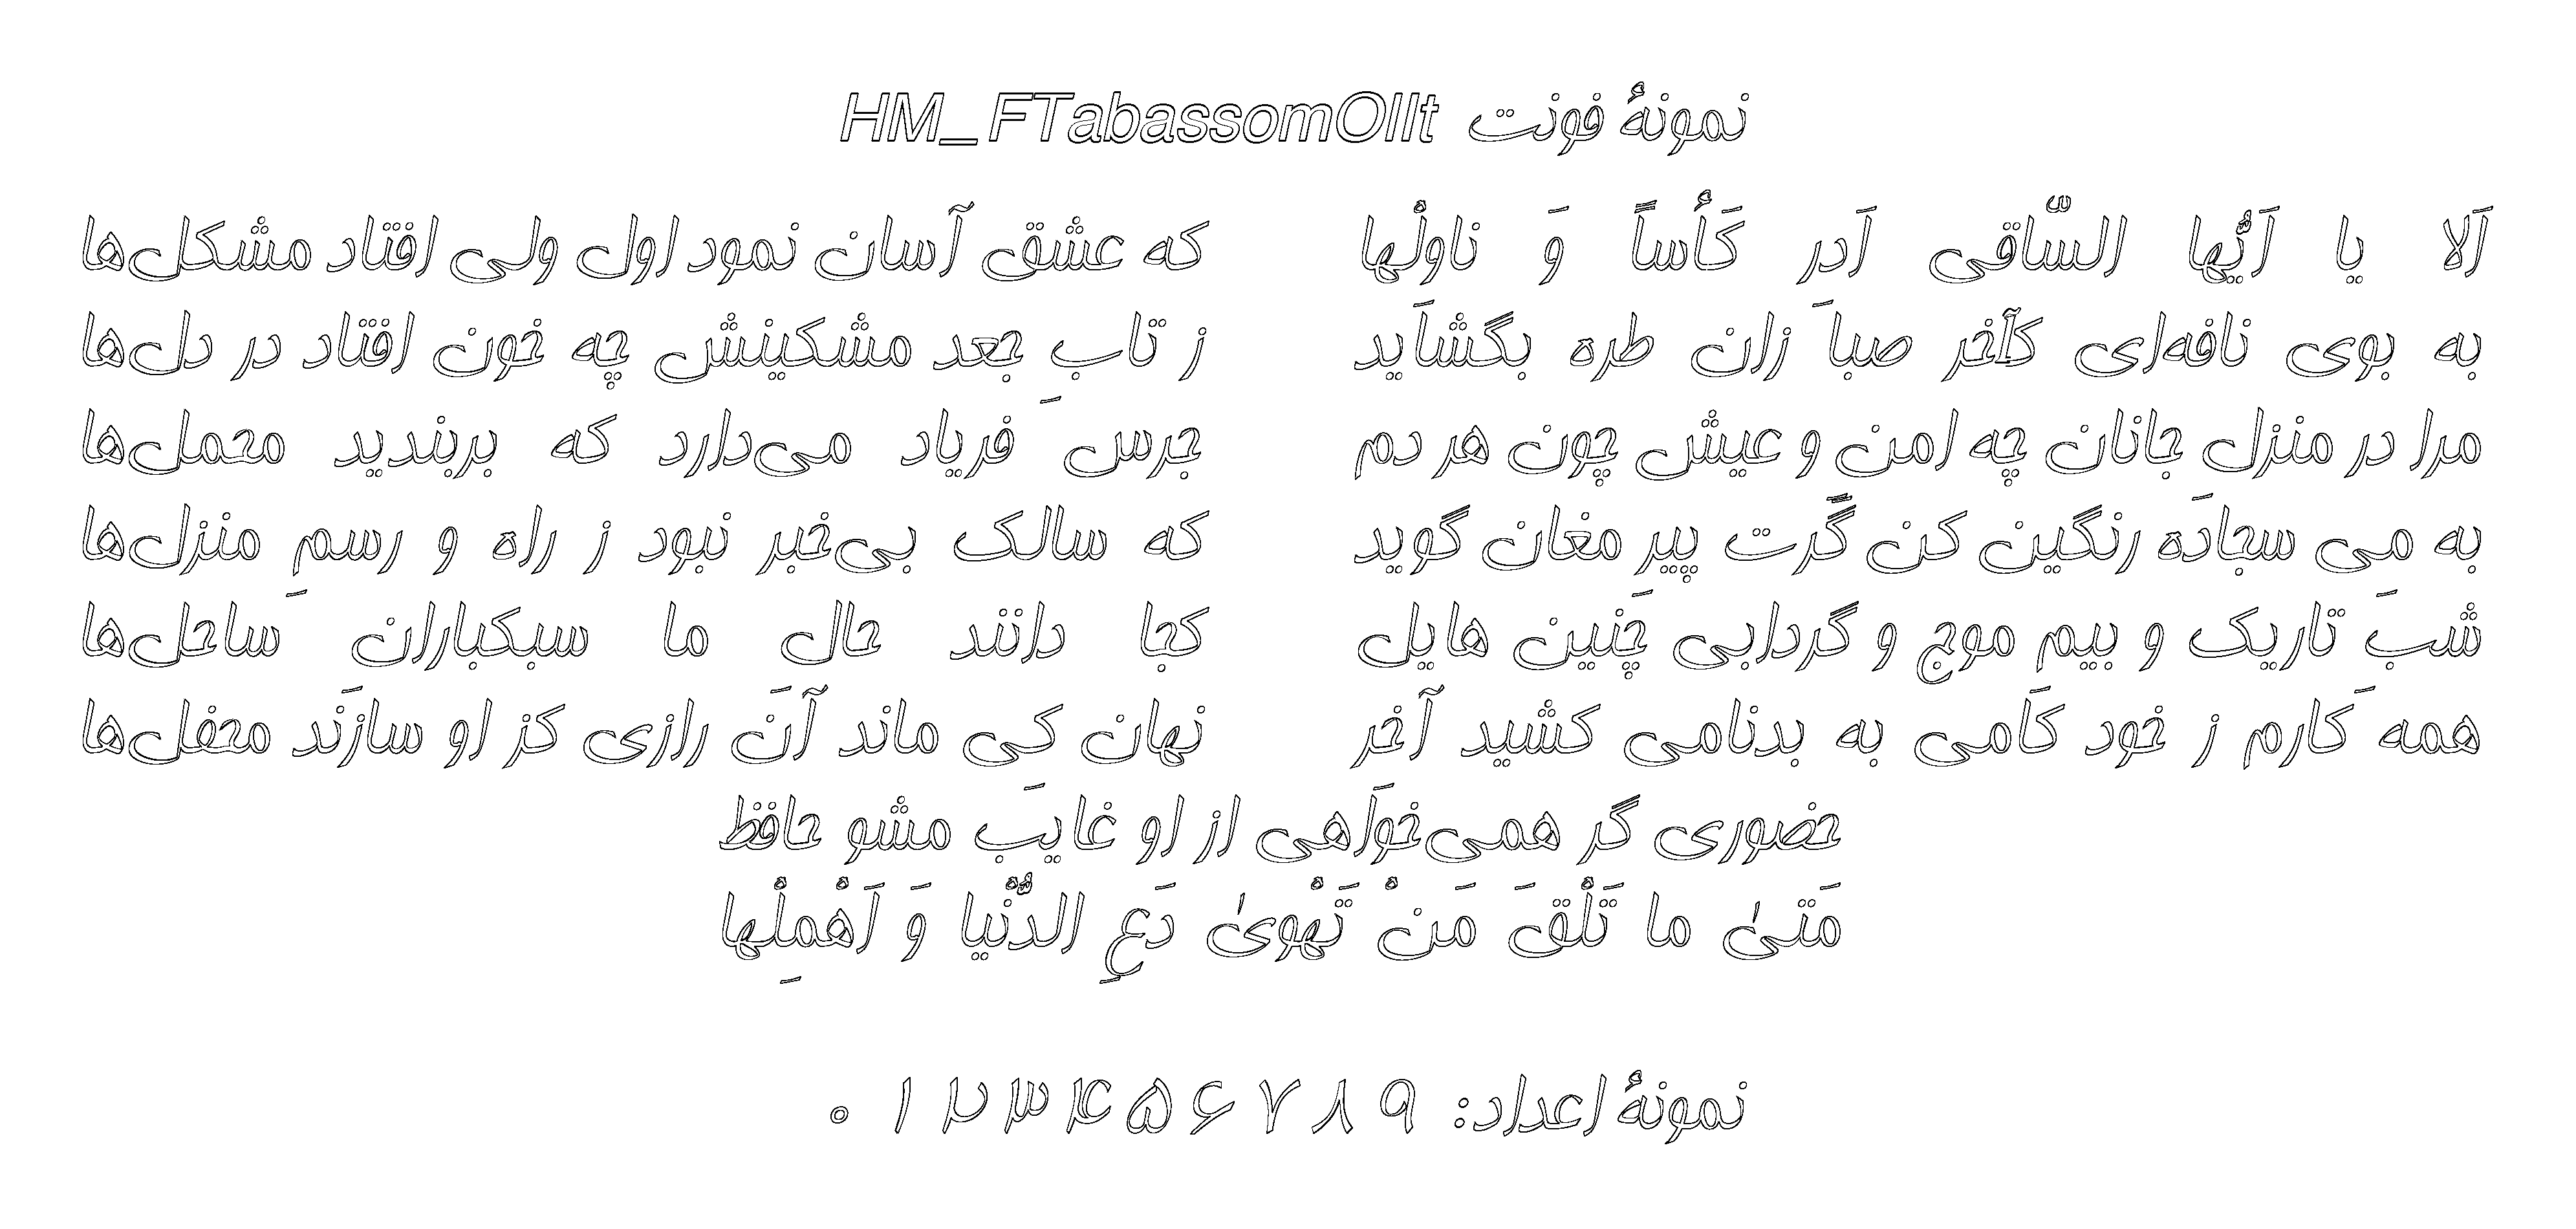 نمونهٔ فونت HM_FTabassomOlIt
اَلا یا اَیُّها السّاقی اَدر کَأساً وَ ناولْها که عشق آسان نمود اول ولی افتاد مشکل‌ها
به بوی نافه‌ای کآخر صبا زان طره بگشاید ز تابِ جعد مشکینش چه خون افتاد در دل‌ها
مرا در منزل جانان چه امن و عیش چون هر دم جرس فریاد می‌دارد که بربندید محمل‌ها
به می سجاده رنگین کن گرت پیر مغان گوید که سالک بی‌خبر نبود ز راه و رسمِ منزل‌ها
شب تاریک و بیم موج و گردابی چنین هایل کجا دانند حال ما سبکباران ساحل‌ها
همه کارم ز خود کامی به بدنامی کشید آخر نهان کی ماند آن رازی کز او سازند محفل‌ها
حضوری گر همی‌خواهی از او غایب مشو حافظ
مَتیٰ ما تَلْقَ مَنْ تَهْویٰ دَعِ الدُّنْیا وَ اَهْمِلْها
نمونهٔ اعداد: ۹ ۸ ۷ ۶ ۵ ۴ ۳ ۲ ۱ ۰